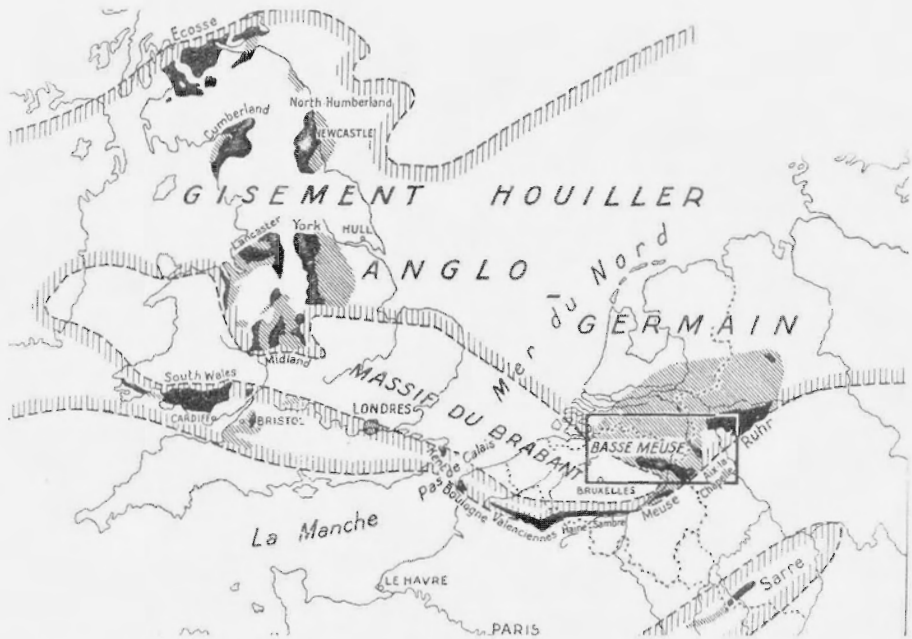 Ecosse
North Humberland
Cumberland
NEWCASTLE
GISEMENT HOUILLER
Lancaster
York
HULL
ANGLO-
GERMAIN
Mer du Nord
Midland
MASSIF DU BRABANT
South Wales
CARDIFF
BRISTOL
LONDRES
Kent
Pas de Calais
BASSE MEUSE
Ruhr
Aix la Chapelle
BRUXELLES
Meuse
Boulogne
Valenciennes
Haine-Sambre
La Manche
Sarre
LE HAVRE
PARIS